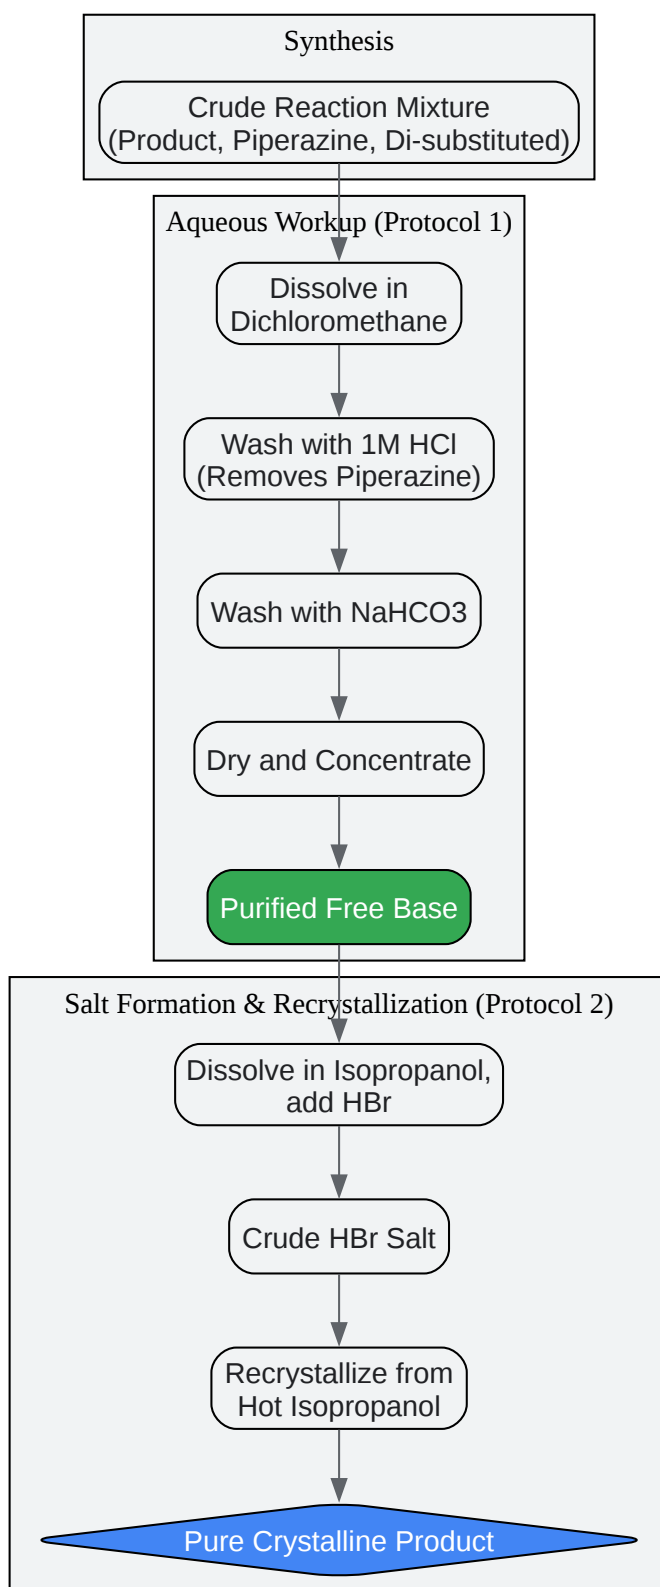 Synthesis
Crude Reaction Mixture
(Product, Piperazine, Di-substituted)
Aqueous Workup (Protocol 1)
Dissolve in
Dichloromethane
Wash with 1M HCl
(Removes Piperazine)
Wash with NaHCO3
Dry and Concentrate
Purified Free Base
Salt Formation & Recrystallization (Protocol 2)
Dissolve in Isopropanol,
add HBr
Crude HBr Salt
Recrystallize from
Hot Isopropanol
Pure Crystalline Product